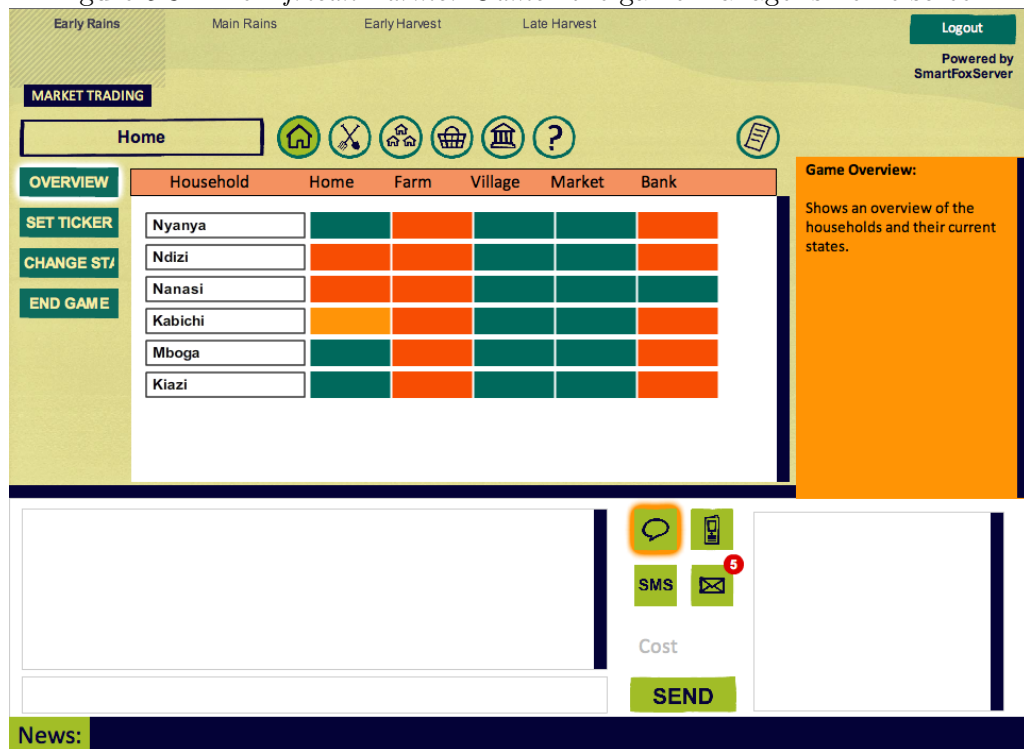 Early Rains Main Rains Early Harvest Late Harvest
Logout
Powered by
SmartFoxServer
MARKET TRADING
Home ?
OVERVIEW
SET TICKER
CHANGE STA
END GAME
Household Home Farm Village Market Bank
Nyanya
Ndizi
Nanasi
Kabichi
Mboga
Kiazi
Game Overview:
Shows an overview of the
households and their current
states.
5
SMS
Cost
SEND
News: